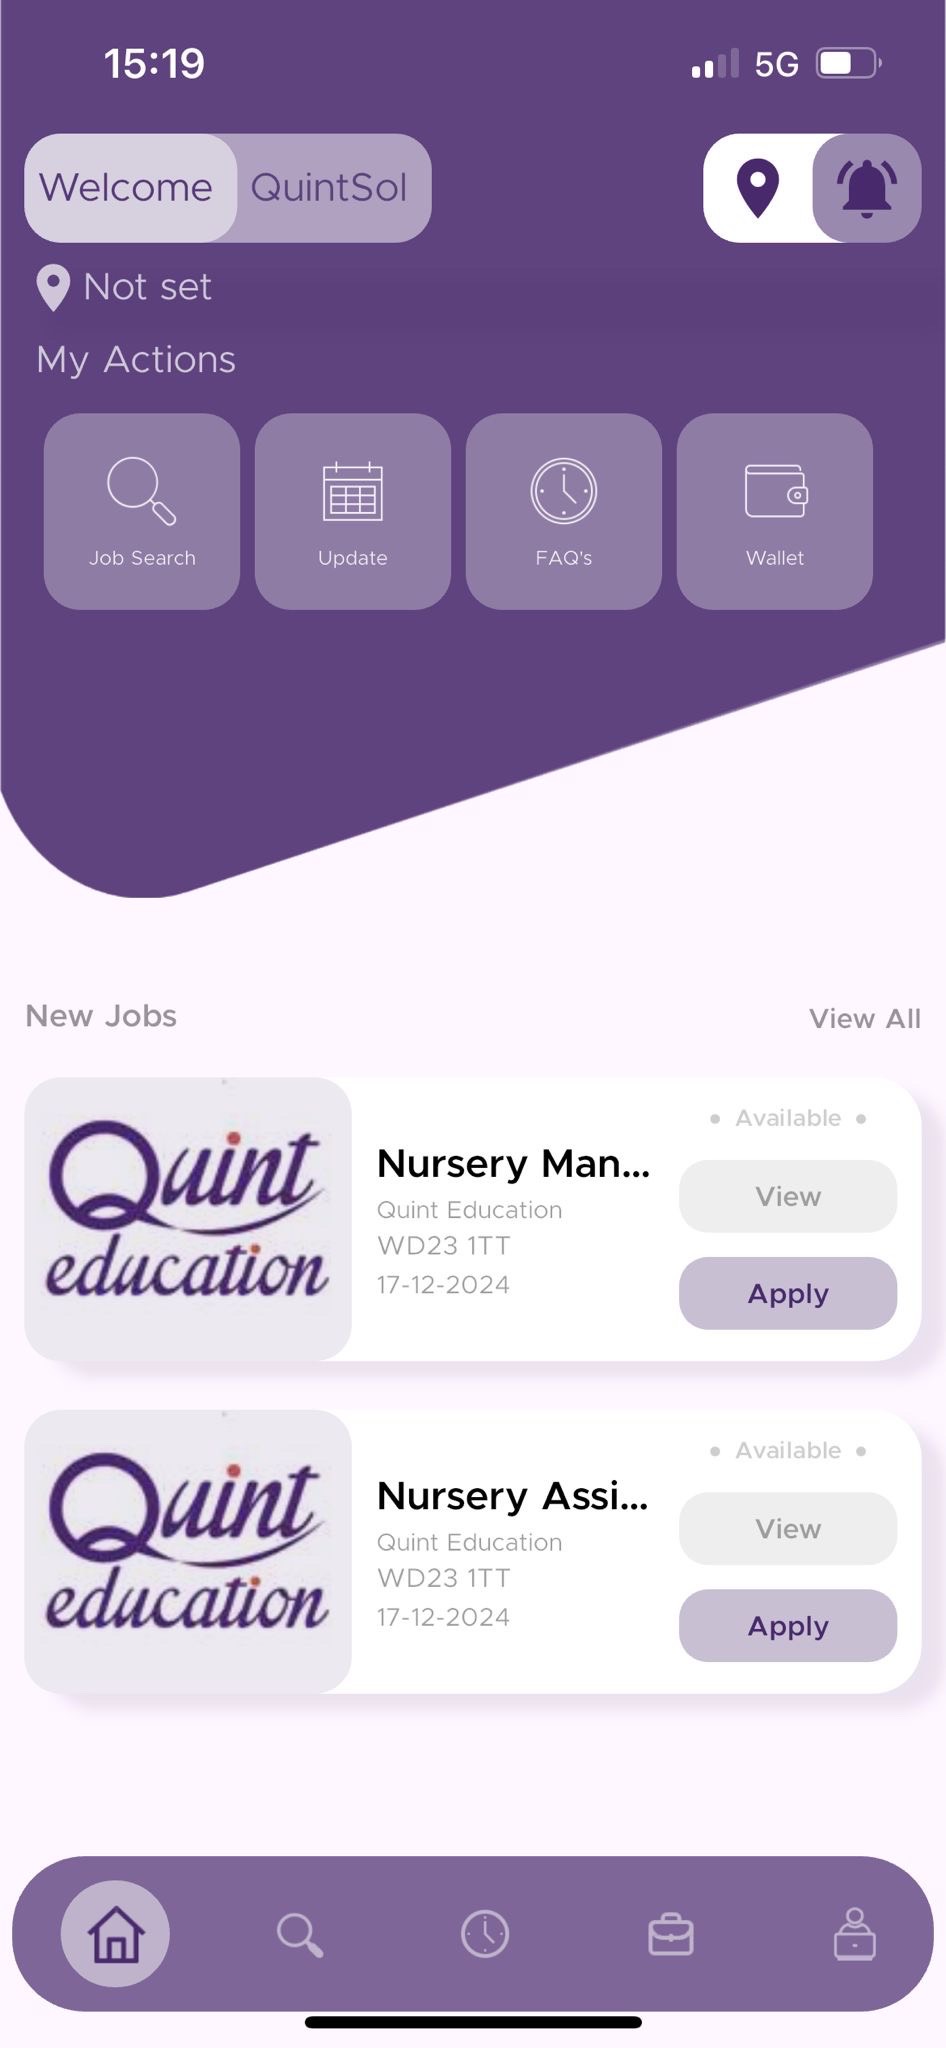 15:19
5G
Welcome QuintSol
Not set
My Actions
Job Search Update FAQ's Wallet
New Jobs View All
Quint
education
Nursery Man...
Quint Education
WD23 1TT
17-12-2024
• Available •
View
Apply
Quint
education
Nursery Assi...
Quint Education
WD23 1TT
17-12-2024
• Available •
View
Apply